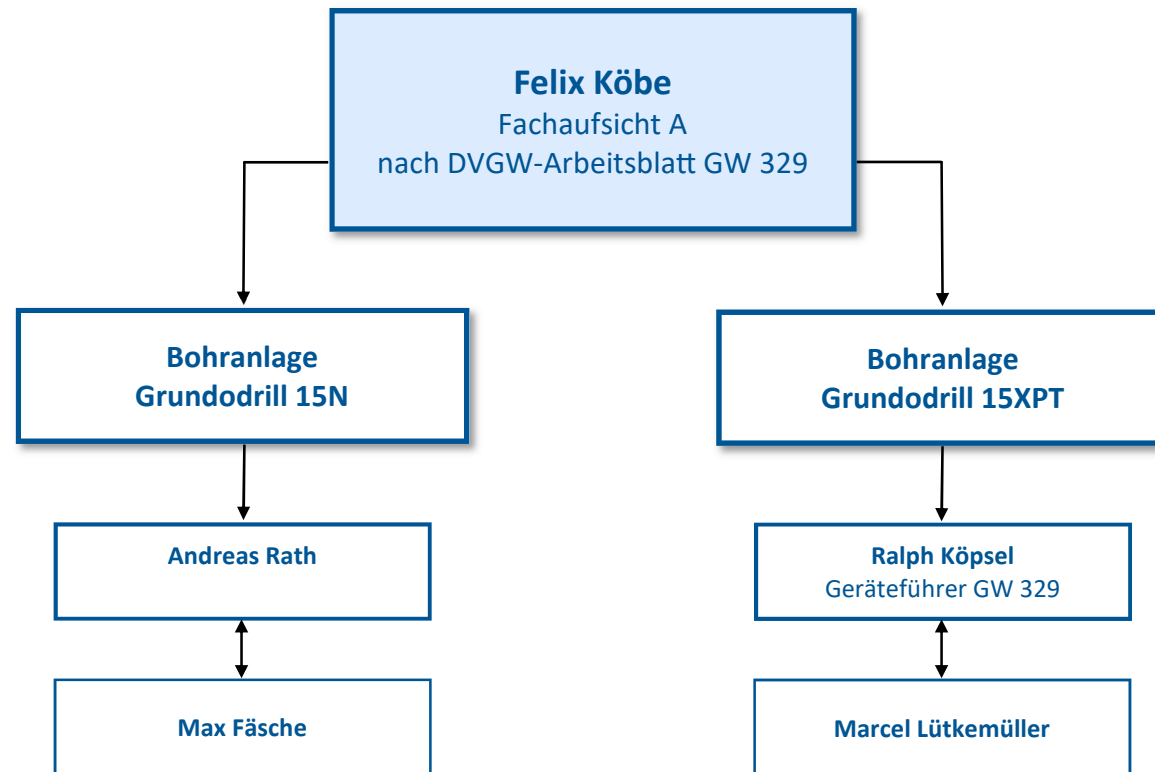 Felix Köbe
Fachaufsicht A
nach DVGW-Arbeitsblatt GW 329
Bohranlage
Grundodrill 15N
Bohranlage
Grundodrill 15XPT
Andreas Rath
Ralph Köpsel
Geräteführer GW 329
Max Fäsche
Marcel Lütkemüller